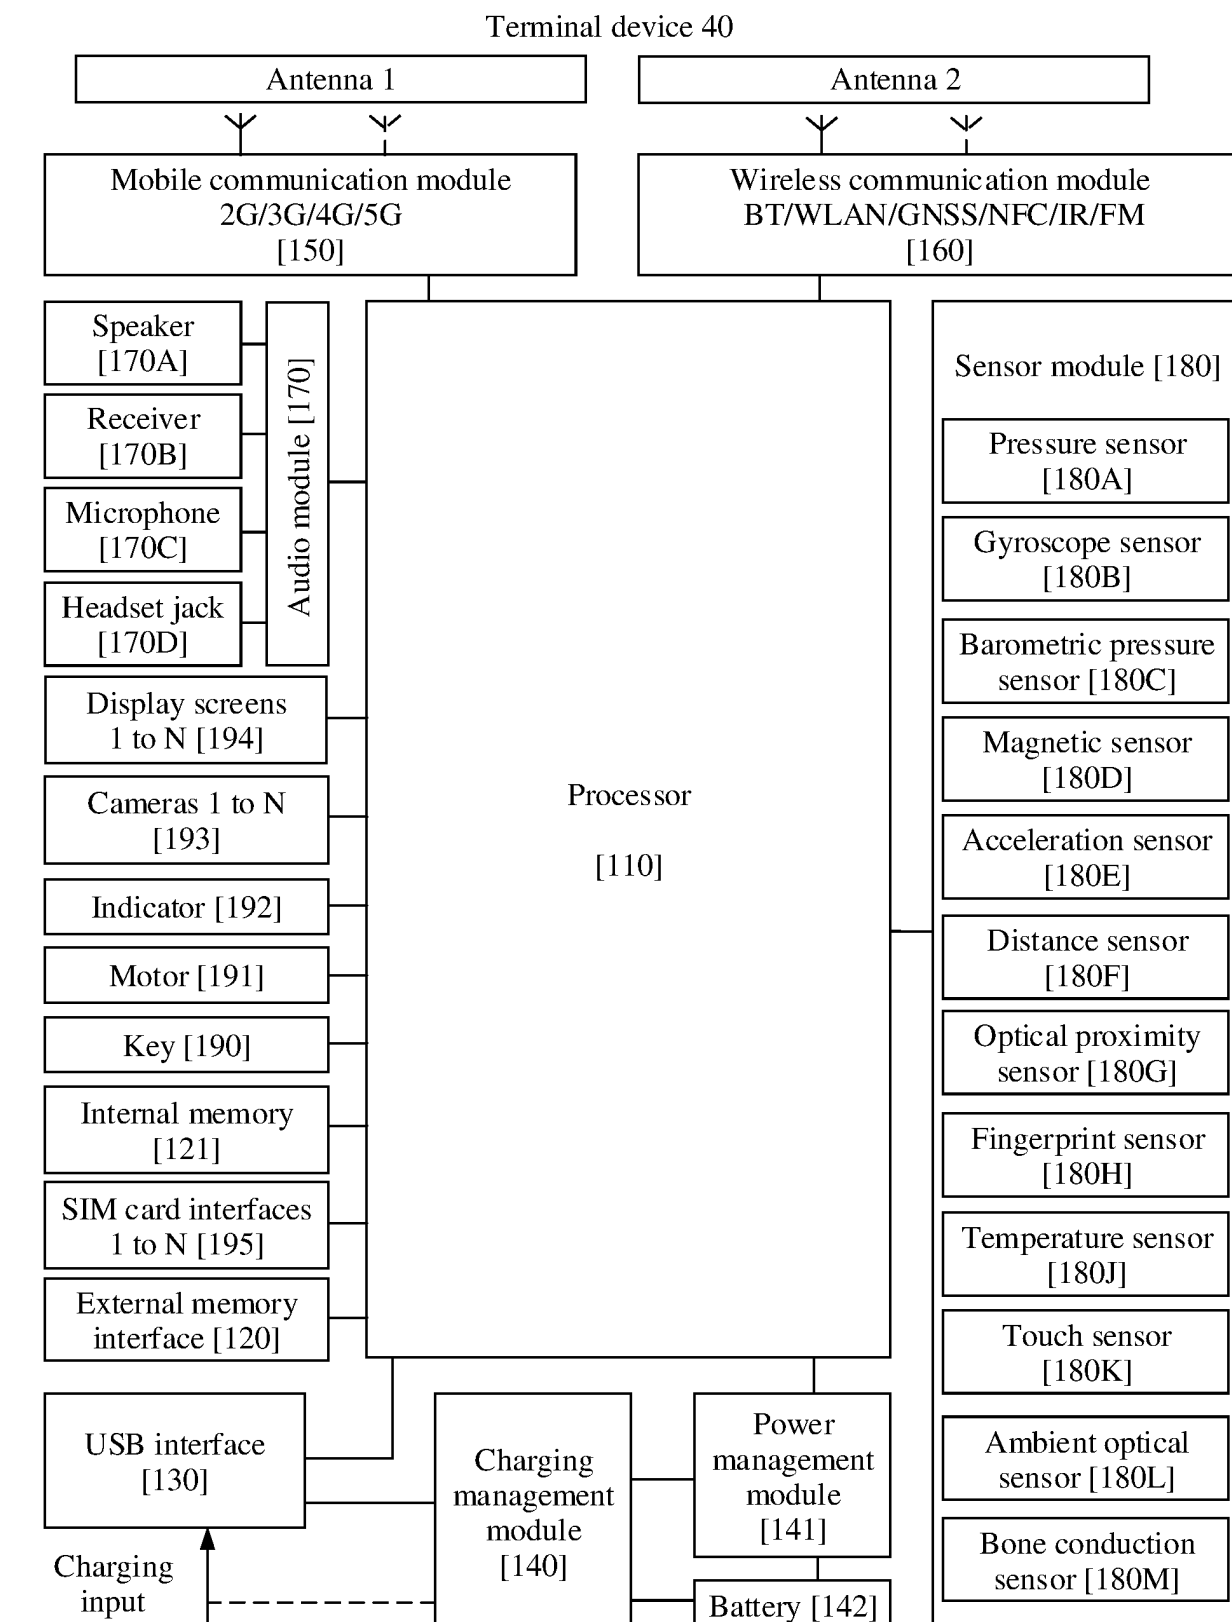 Terminal device 40
Antenna 1
Antenna 2
Mobile communication module
2G/3G/4G/5G
[150]
Wireless communication module
BT/WLAN/GNSS/NFC/IR/FM
[160]
Speaker
[170A]
Receiver
[170B]
Microphone
[170C]
Headset jack
[170D]
Audio module [170]
Display screens
1 to N [194]
Cameras 1 to N
[193]
Indicator [192]
Motor [191]
Key [190]
Internal memory
[121]
SIM card interfaces
1 to N [195]
External memory
interface [120]
Processor
[110]
Sensor module [180]
Pressure sensor
[180A]
Gyroscope sensor
[180B]
Barometric pressure
sensor [180C]
Magnetic sensor
[180D]
Acceleration sensor
[180E]
Distance sensor
[180F]
Optical proximity
sensor [180G]
Fingerprint sensor
[180H]
Temperature sensor
[180J]
Touch sensor
[180K]
Ambient optical
sensor [180L]
Bone conduction
sensor [180M]
USB interface
[130]
Charging
input
Charging
management
module
[140]
Power
management
module
[141]
Battery [142]